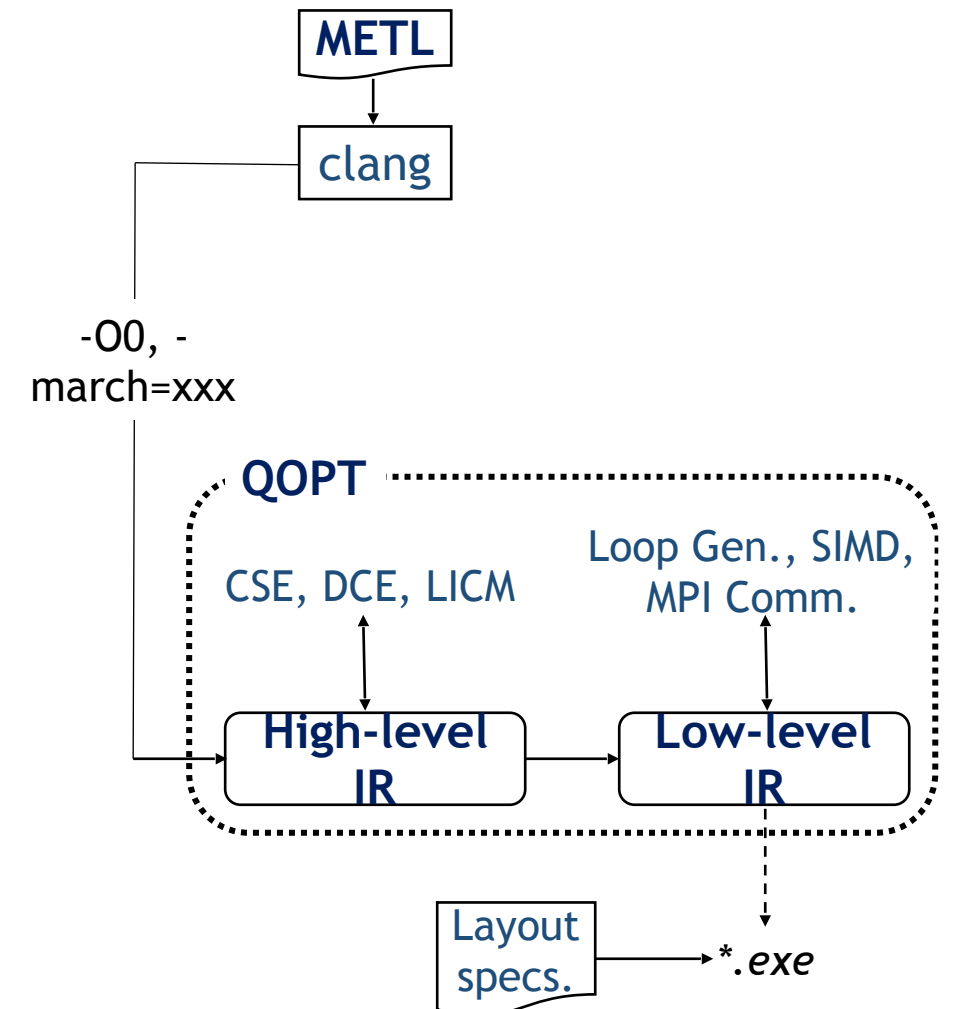 METL
clang
-O0, -
march=xxx
QOPT
CSE, DCE, LICM
Loop Gen., SIMD,
MPI Comm.
High-level
IR
Low-level
IR
Layout
specs.
*.exe